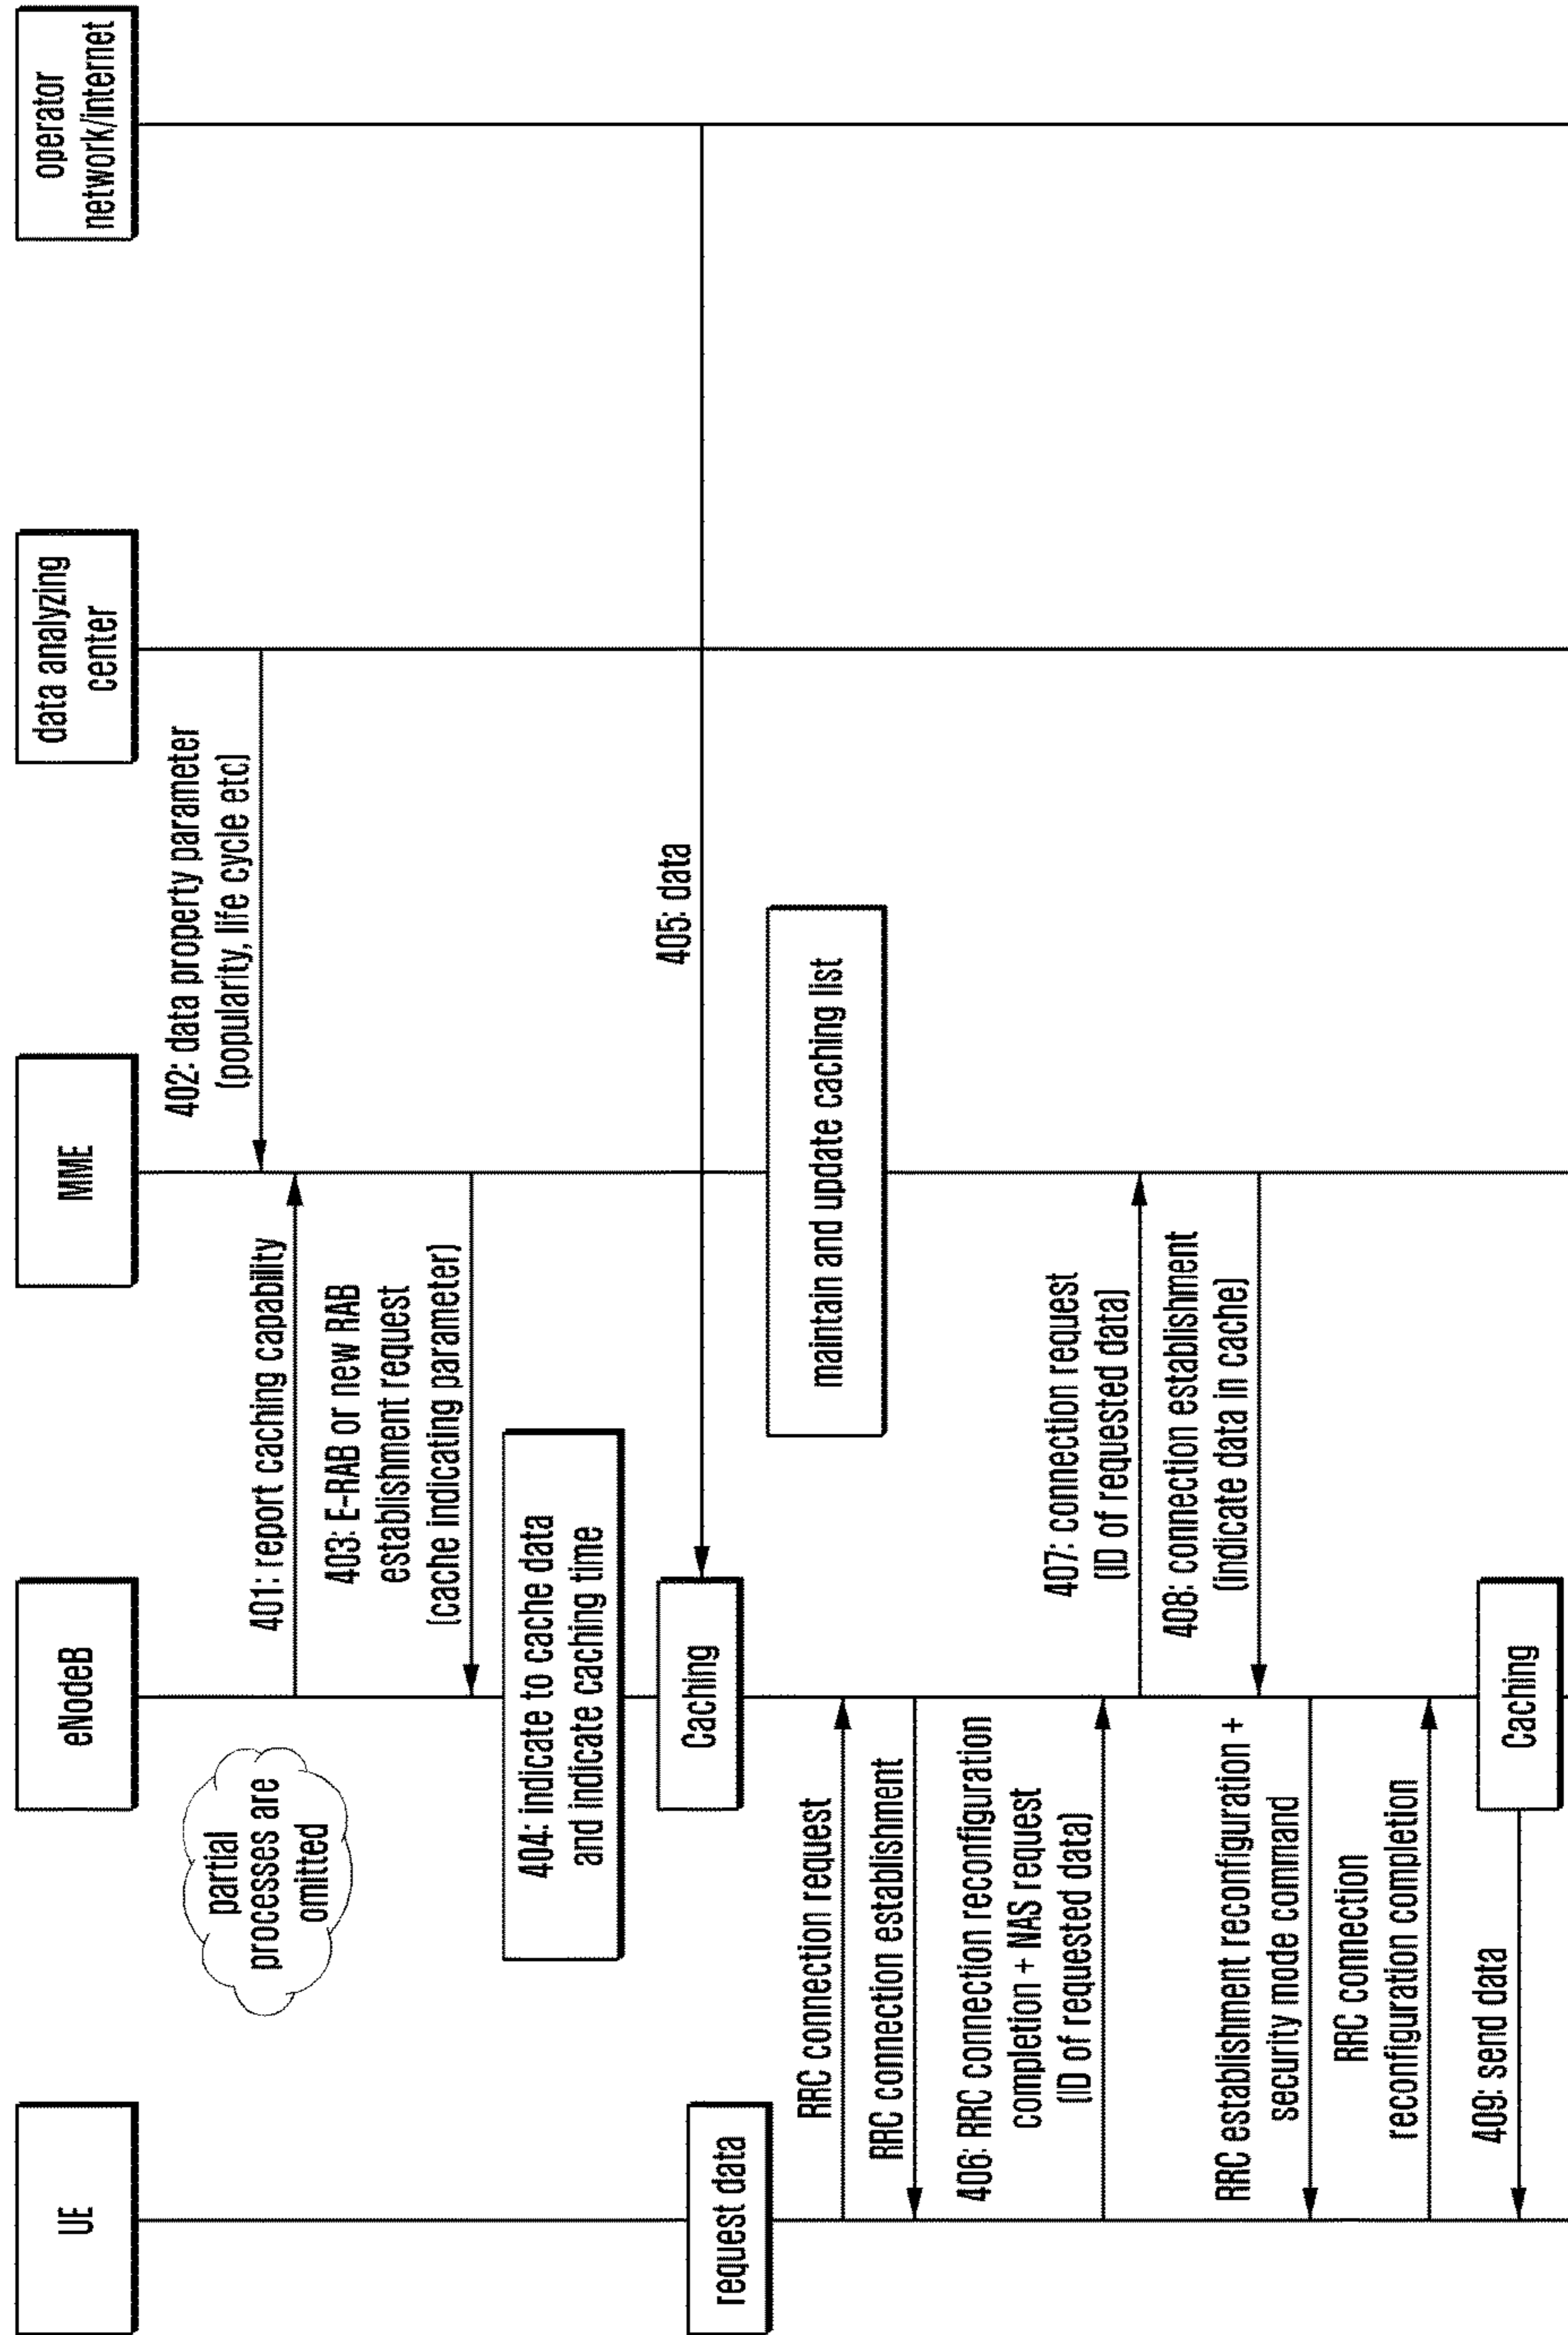 UE
eNodeB
MME
data analyzing
center
operator
network/internet
partial
processes are
omitted
402: data property parameter
(popularity, life cycle etc)
401: report caching capability
403: E-RAB or new RAB
establishment request
(cache indicating parameter)
404: indicate to cache data
and indicate caching time
405: data
Caching
request data
maintain and update caching list
RRC connection request
RRC connection establishment
406: RRC connection reconfiguration
completion + NAS request
(ID of requested data)
407: connection request
(ID of requested data)
408: connection establishment
(indicate data in cache)
RRC establishment reconfiguration +
security mode command
RRC connection
reconfiguration completion
409: send data
Caching